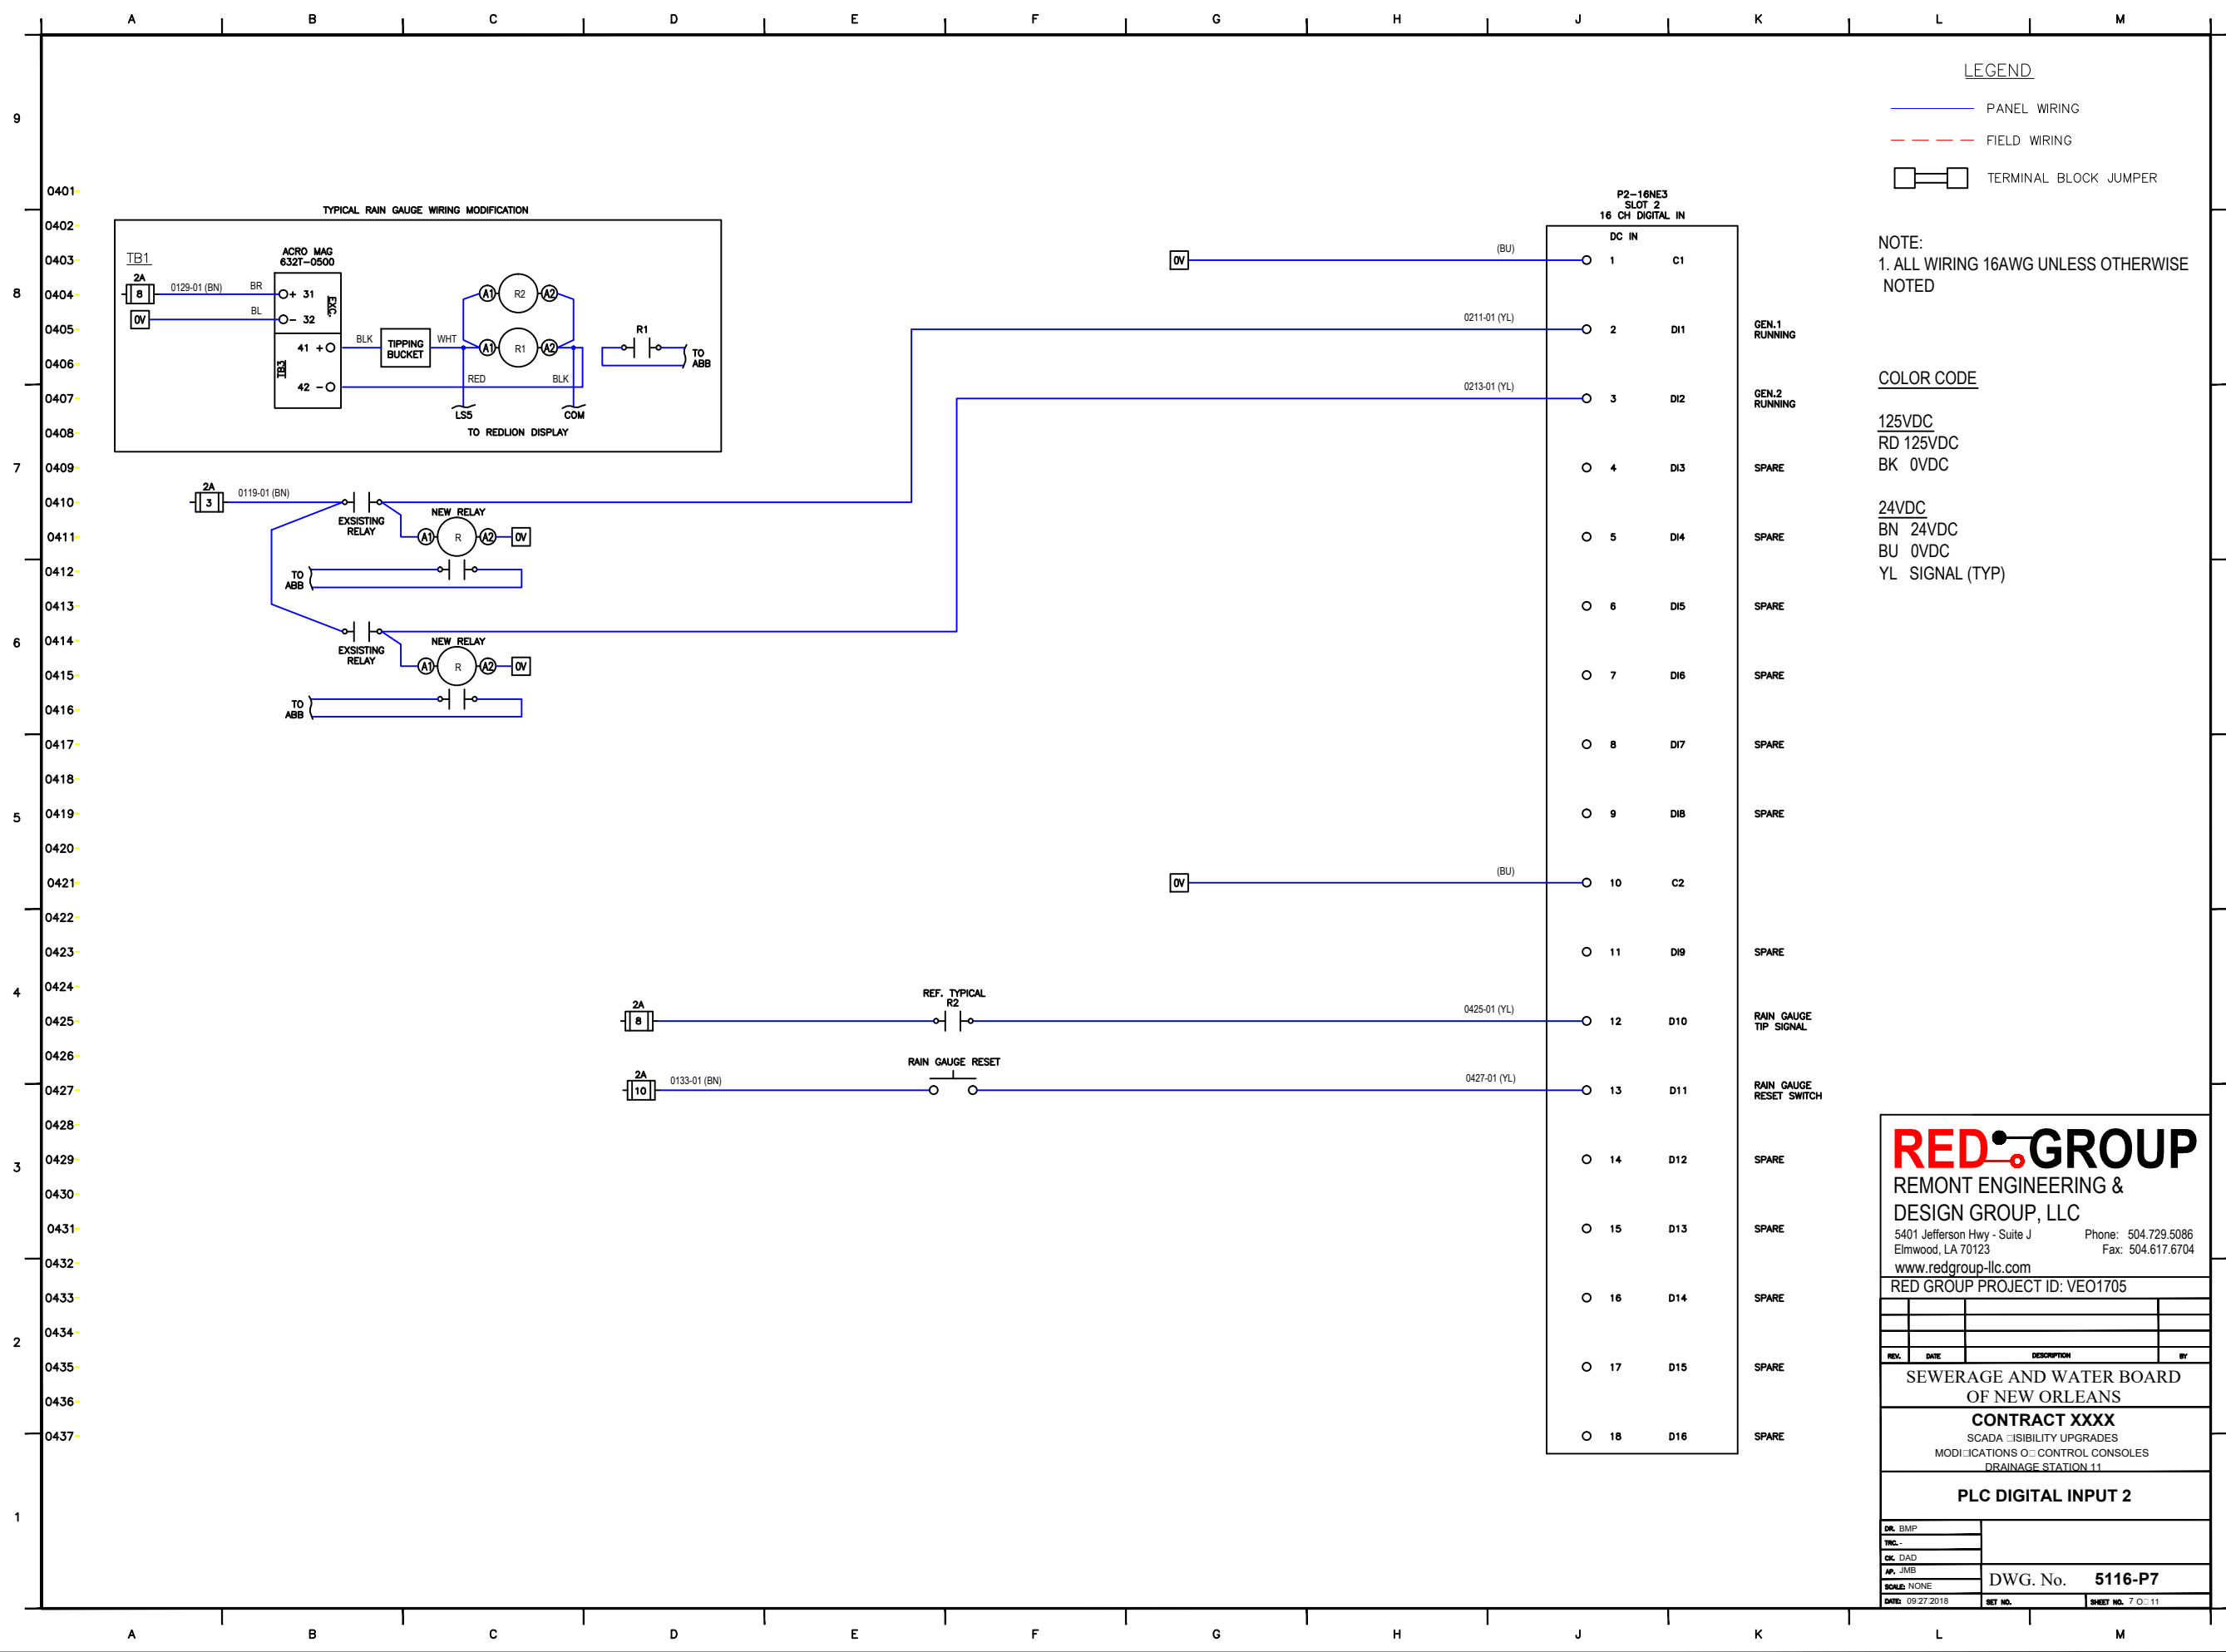 A B C D E F G H J K L M
9
8
7
6
5
4
3
2
1
0401
0402
0403
0404
0405
0406
0407
0408
0409
0410
0411
0412
0413
0414
0415
0416
0417
0418
0419
0420
0421
0422
0423
0424
0425
0426
0427
0428
0429
0430
0431
0432
0433
0434
0435
0436
0437
TYPICAL RAIN GAUGE WIRING MODIFICATION
TB1
2A
8
0129-01 (BN)
BR
0V
BL
ACRO MAG
632T-0500
+ 31
- 32
EXC.
41 +
42 -
TB3
BLK
TIPPING
BUCKET
WHT
A1 R2 A2
A1 R1 A2
RED
BLK
LS5
COM
TO REDLION DISPLAY
R1
TO
ABB
2A
3
0119-01 (BN)
EXSISTING
RELAY
NEW RELAY
A1 R A2 0V
TO
ABB
EXSISTING
RELAY
NEW RELAY
A1 R A2 0V
TO
ABB
2A
8
REF. TYPICAL
R2
2A
10
0133-01 (BN)
RAIN GAUGE RESET
P2-16NE3
SLOT 2
16 CH DIGITAL IN
DC IN
0V (BU) 1 C1
0211-01 (YL) 2 DI1 GEN.1
RUNNING
0213-01 (YL) 3 DI2 GEN.2
RUNNING
4 DI3 SPARE
5 DI4 SPARE
6 DI5 SPARE
7 DI6 SPARE
8 DI7 SPARE
9 DI8 SPARE
0V (BU) 10 C2
11 DI9 SPARE
0425-01 (YL) 12 D10 RAIN GAUGE
TIP SIGNAL
0427-01 (YL) 13 D11 RAIN GAUGE
RESET SWITCH
14 D12 SPARE
15 D13 SPARE
16 D14 SPARE
17 D15 SPARE
18 D16 SPARE
LEGEND
PANEL WIRING
FIELD WIRING
TERMINAL BLOCK JUMPER
NOTE:
1. ALL WIRING 16AWG UNLESS OTHERWISE
NOTED
COLOR CODE
125VDC
RD 125VDC
BK 0VDC
24VDC
BN 24VDC
BU 0VDC
YL SIGNAL (TYP)
RED GROUP
REMONT ENGINEERING &
DESIGN GROUP, LLC
5401 Jefferson Hwy - Suite J Phone: 504.729.5086
Elmwood, LA 70123 Fax: 504.617.6704
www.redgroup-llc.com
RED GROUP PROJECT ID: VEO1705
REV. DATE DESCRIPTION BY
SEWERAGE AND WATER BOARD
OF NEW ORLEANS
CONTRACT XXXX
SCADA □ISIBILITY UPGRADES
MODI□ICATIONS O□ CONTROL CONSOLES
DRAINAGE STATION 11
PLC DIGITAL INPUT 2
DR. BMP
TRC. -
CK. DAD
AP. JMB
SCALE: NONE
DATE: 09□27□2018
DWG. No. 5116-P7
SET NO.
SHEET NO. 7 O□ 11
A B C D E F G H J K L M